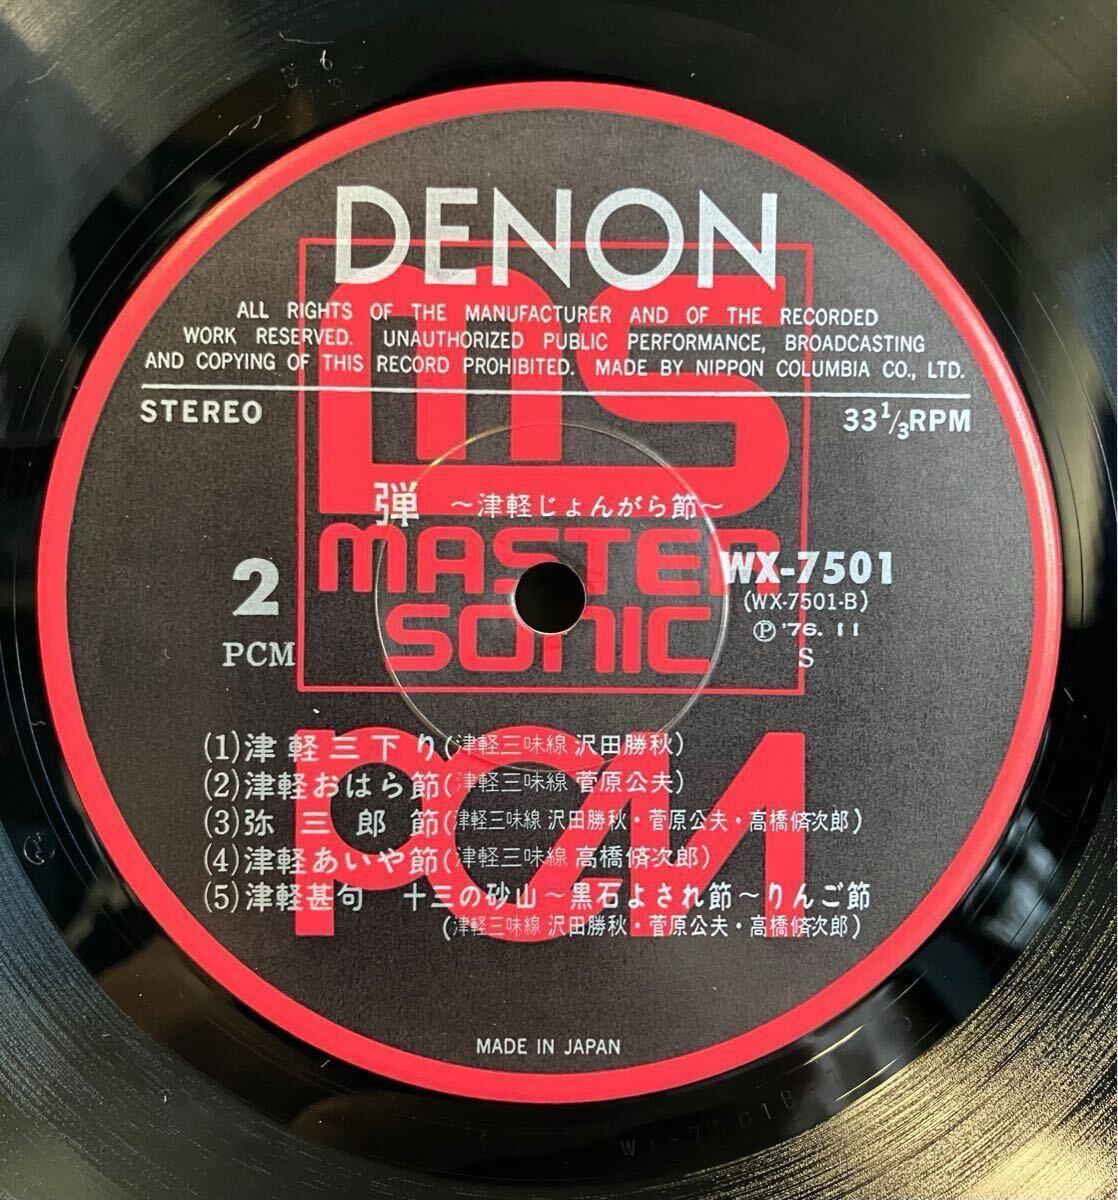 DENON
ms
ALL RIGHTS OF THE MANUFACTURER AND OF THE RECORDED
WORK RESERVED. UNAUTHORIZED PUBLIC PERFORMANCE, BROADCASTING
AND COPYING OF THIS RECORD PROHIBITED. MADE BY NIPPON COLUMBIA CO., LTD.
STEREO
33 1/3 RPM
弾 ～津軽じょんがら節～
MASTER
SONIC
WX-7501
(WX-7501-B)
Ⓟ '76. 11
S
2
PCM
PCM
(1)津軽三下り(津軽三味線 沢田勝秋)
(2)津軽おはら節(津軽三味線 菅原公夫)
(3)弥三郎節(津軽三味線 沢田勝秋・菅原公夫・高橋脩次郎)
(4)津軽あいや節(津軽三味線 高橋脩次郎)
(5)津軽甚句 十三の砂山～黒石よされ節～りんご節
(津軽三味線 沢田勝秋・菅原公夫・高橋脩次郎)
MADE IN JAPAN